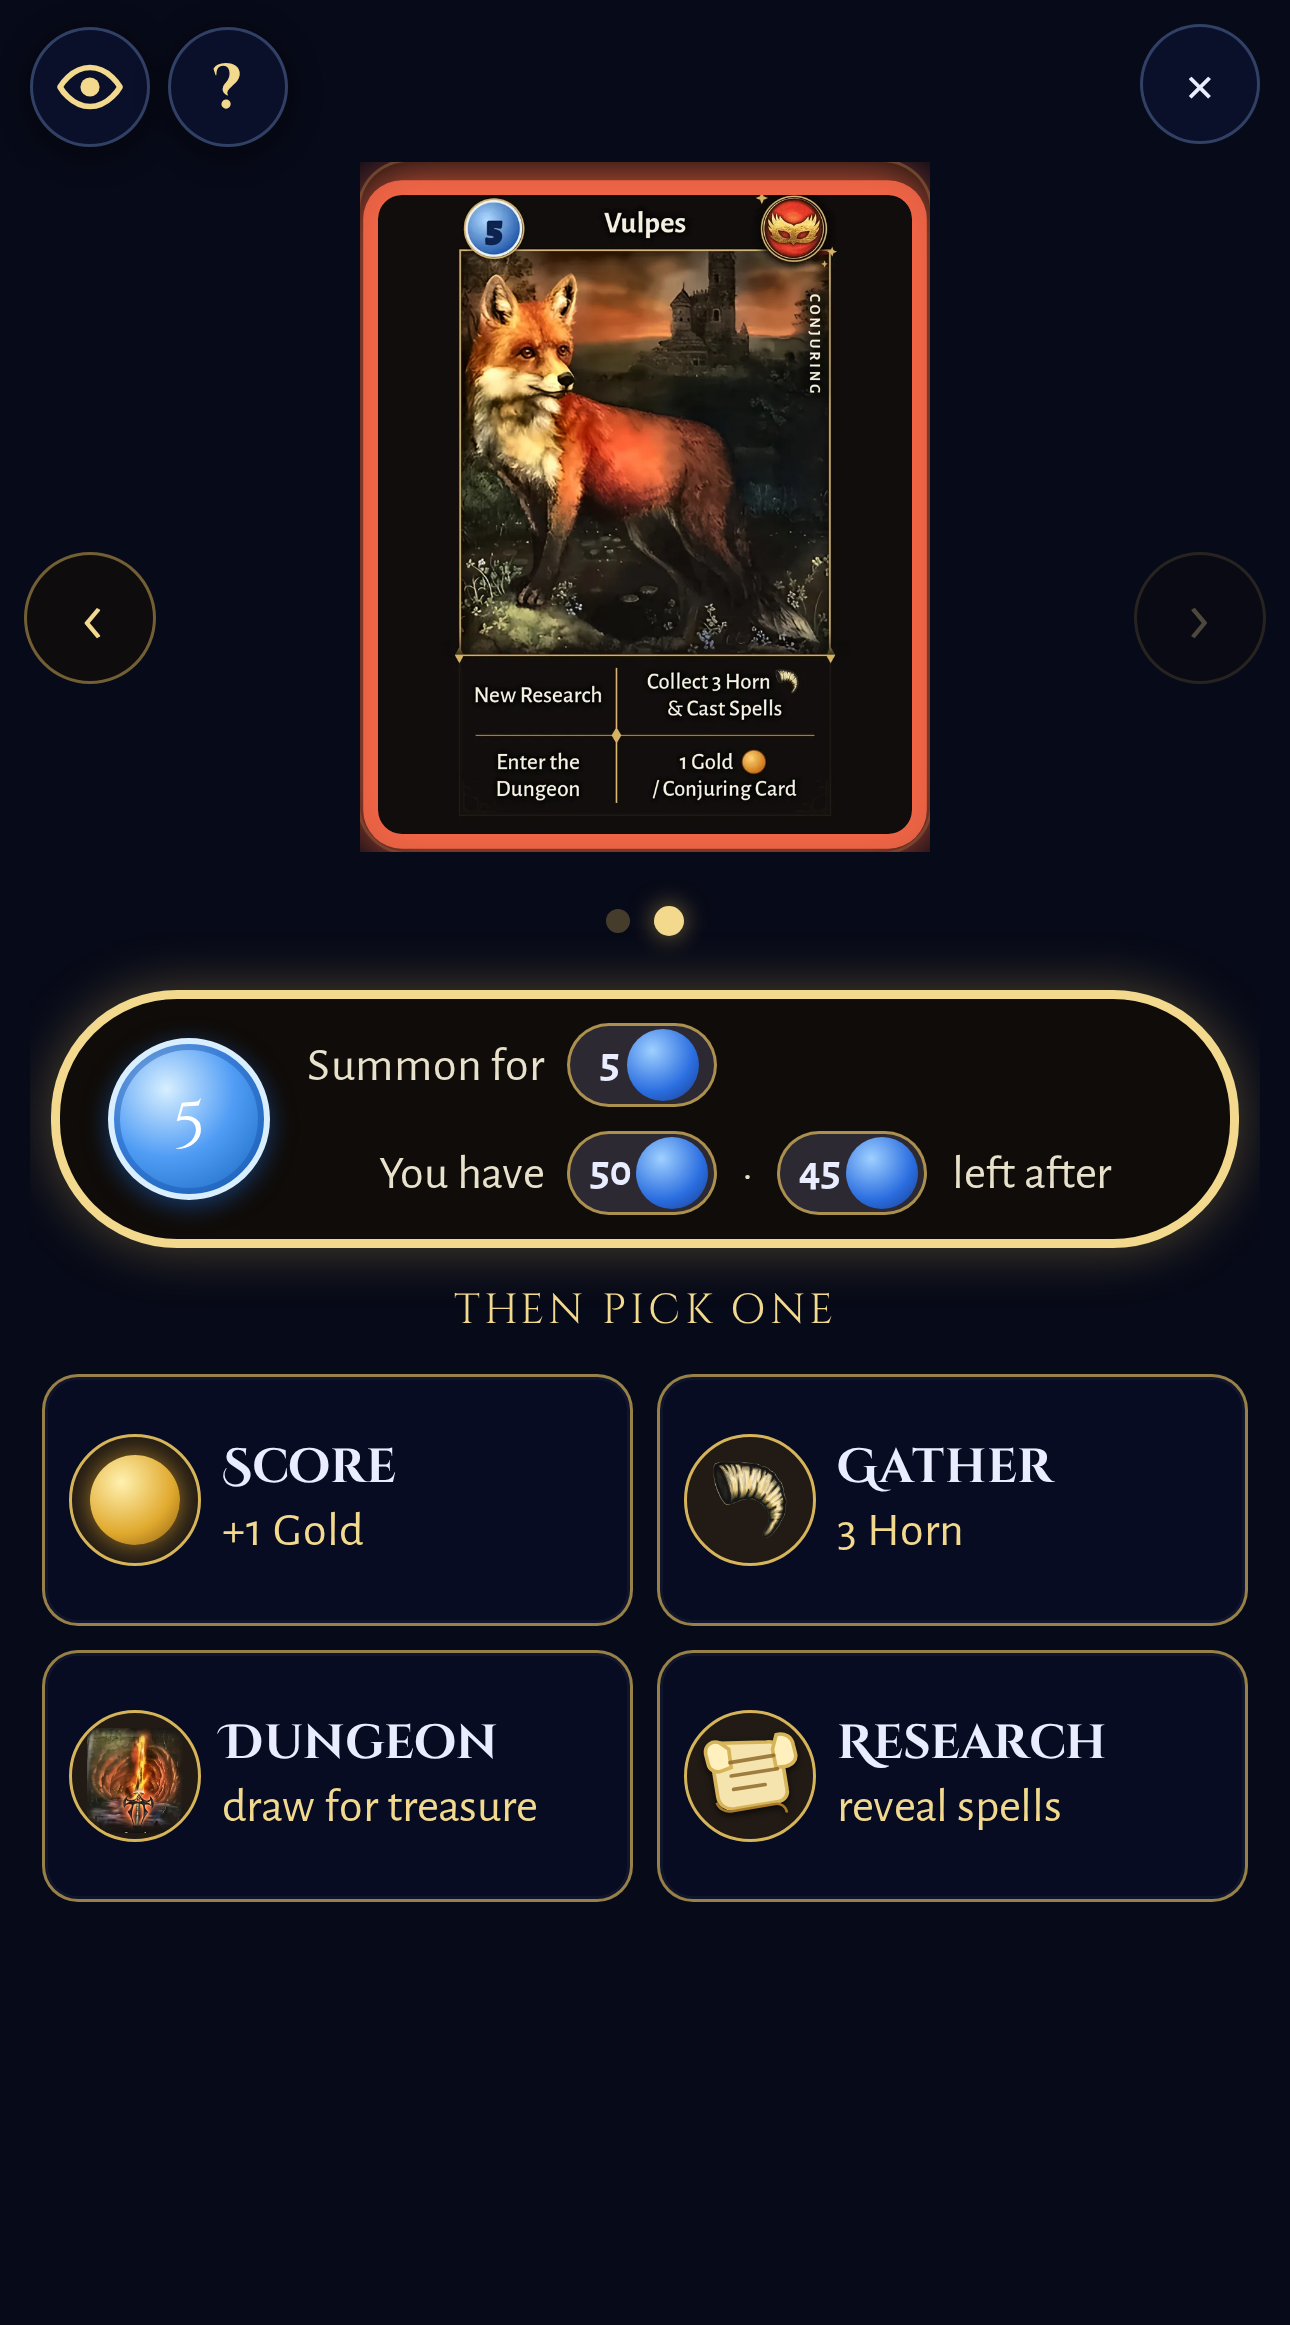 ?
×
5
Vulpes
CONJURING
New Research
Collect 3 Horn
& Cast Spells
Enter the
Dungeon
1 Gold
/ Conjuring Card
‹
›
5
Summon for 5
You have 50 · 45 left after
THEN PICK ONE
Score
+1 Gold
Gather
3 Horn
Dungeon
draw for treasure
Research
reveal spells